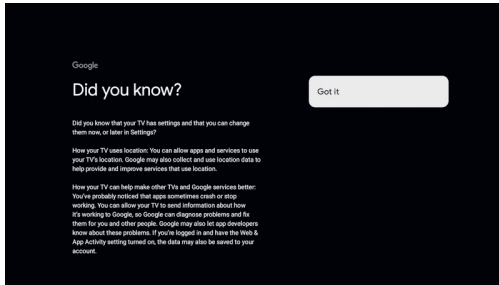 Google
Did you know?
Got it
Did you know that your TV has settings and that you can change
them now, or later in Settings?
How your TV uses location: You can allow apps and services to use
your TV's location. Google may also collect and use location data to
help provide and improve services that use location.
How your TV can help make other TVs and Google services better:
You've probably noticed that apps sometimes crash or stop
working. You can allow your TV to send information about how
it's working to Google, so Google can diagnose problems and fix
them for you and other people. Google may also let app developers
know about these problems. If you're logged in and have the Web &
App Activity setting turned on, the data may also be saved to your
account.